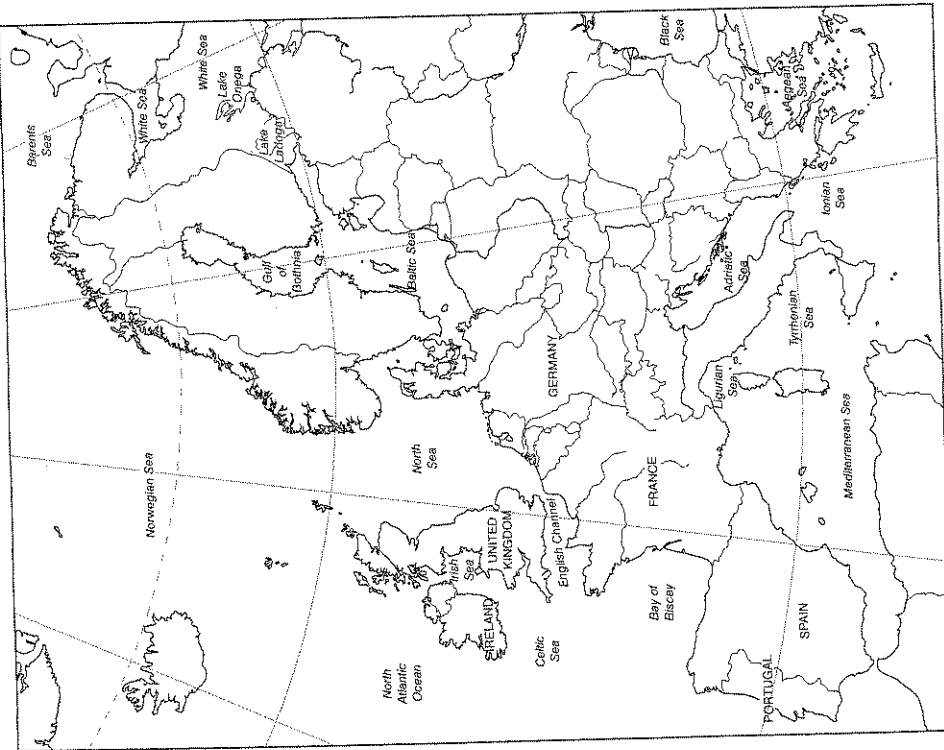 Barents
Sea
White Sea
White Sea
Lake
Onega
Lake
Ladoga
Norwegian Sea
Gulf
of
Bothnia
Baltic Sea
North
Sea
North
Atlantic
Ocean
Irish
Sea
IRELAND
UNITED
KINGDOM
Celtic
Sea
English Channel
GERMANY
FRANCE
Bay of
Biscay
Black
Sea
Adriatic
Sea
Ligurian
Sea
Tyrrhonian
Sea
Aegean
Sea
Ionian
Sea
Mediterranean Sea
PORTUGAL
SPAIN